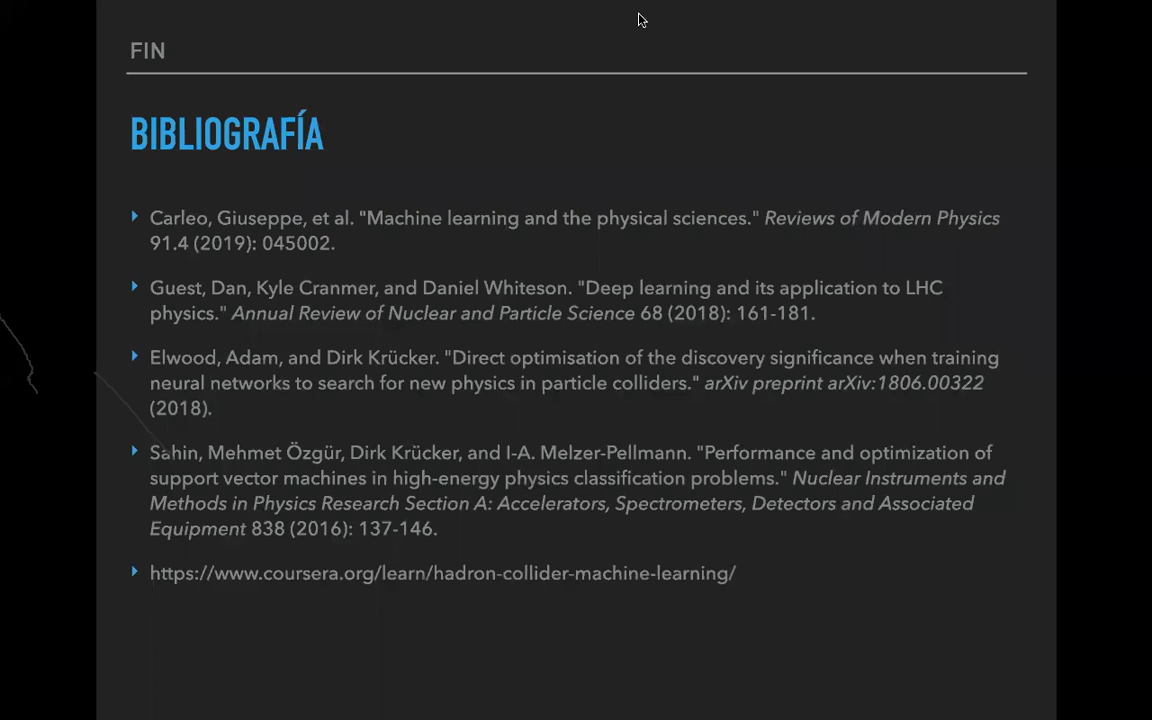 FIN
BIBLIOGRAFÍA
Carleo, Giuseppe, et al. "Machine learning and the physical sciences." Reviews of Modern Physics
91.4 (2019): 045002.
Guest, Dan, Kyle Cranmer, and Daniel Whiteson. "Deep learning and its application to LHC
physics." Annual Review of Nuclear and Particle Science 68 (2018): 161-181.
Elwood, Adam, and Dirk Krücker. "Direct optimisation of the discovery significance when training
neural networks to search for new physics in particle colliders." arXiv preprint arXiv:1806.00322
(2018).
Sahin, Mehmet Özgür, Dirk Krücker, and I-A. Melzer-Pellmann. "Performance and optimization of
support vector machines in high-energy physics classification problems." Nuclear Instruments and
Methods in Physics Research Section A: Accelerators, Spectrometers, Detectors and Associated
Equipment 838 (2016): 137-146.
https://www.coursera.org/learn/hadron-collider-machine-learning/